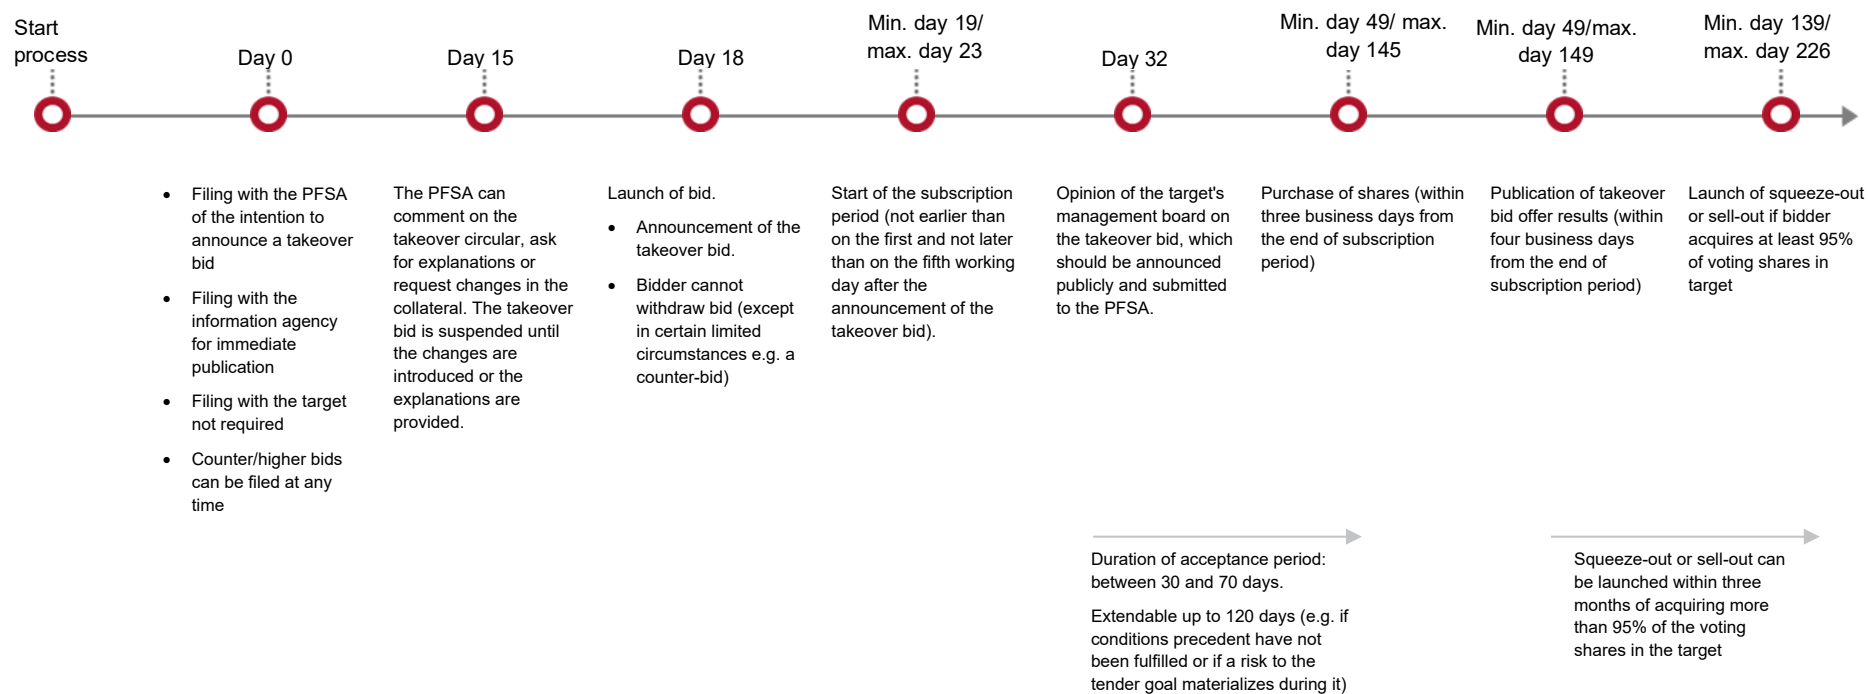 Start
process
Day 0
Day 15
Day 18
Min. day 19/
max. day 23
Day 32
Min. day 49/ max.
day 145
Min. day 49/max.
day 149
Min. day 139/
max. day 226
• Filing with the PFSA
of the intention to
announce a takeover
bid
• Filing with the
information agency
for immediate
publication
• Filing with the target
not required
• Counter/higher bids
can be filed at any
time
The PFSA can
comment on the
takeover circular, ask
for explanations or
request changes in the
collateral. The takeover
bid is suspended until
the changes are
introduced or the
explanations are
provided.
Launch of bid.
• Announcement of the
takeover bid.
• Bidder cannot
withdraw bid (except
in certain limited
circumstances e.g. a
counter-bid)
Start of the subscription
period (not earlier than
on the first and not later
than on the fifth working
day after the
announcement of the
takeover bid).
Opinion of the target's
management board on
the takeover bid, which
should be announced
publicly and submitted
to the PFSA.
Purchase of shares (within
three business days from
the end of subscription
period)
Publication of takeover
bid offer results (within
four business days
from the end of
subscription period)
Launch of squeeze-out
or sell-out if bidder
acquires at least 95%
of voting shares in
target
Duration of acceptance period:
between 30 and 70 days.
Extendable up to 120 days (e.g. if
conditions precedent have not
been fulfilled or if a risk to the
tender goal materializes during it)
Squeeze-out or sell-out can
be launched within three
months of acquiring more
than 95% of the voting
shares in the target